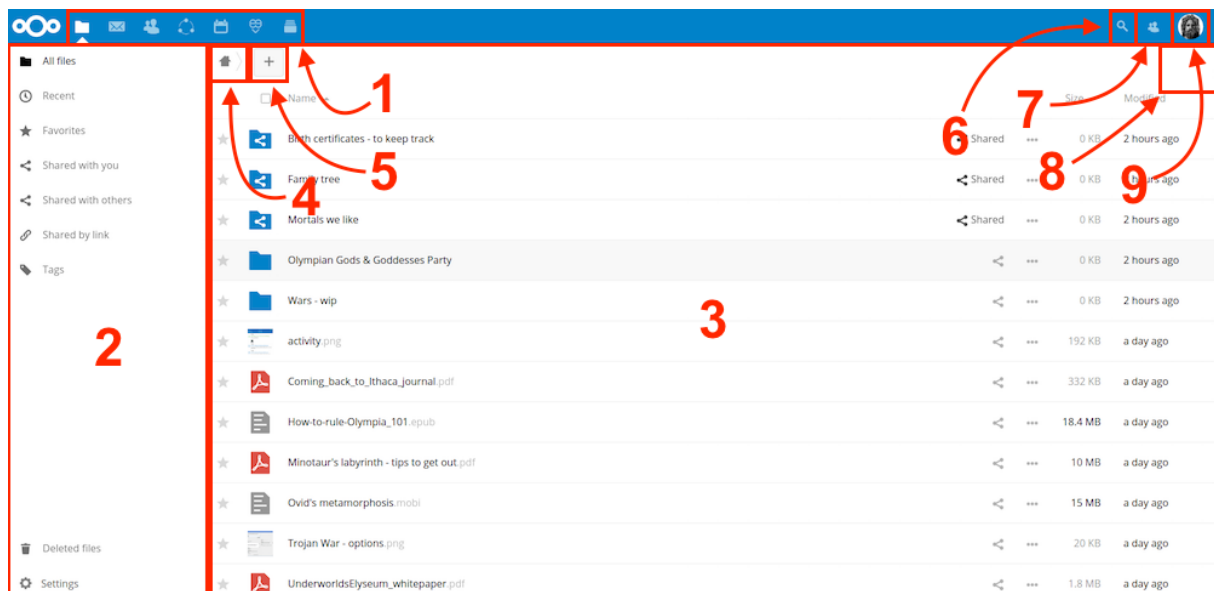 All files
Recent
Favorites
Shared with you
Shared with others
Shared by link
Tags
Deleted files
Settings
1
2
3
4
5
6
7
8
9
+
Name
Size
Modified
Birth certificates - to keep track Shared 0 KB 2 hours ago
Family tree Shared 0 KB hours ago
Mortals we like Shared 0 KB 2 hours ago
Olympian Gods & Goddesses Party 0 KB 2 hours ago
Wars - wip 0 KB 2 hours ago
activity.png 192 KB a day ago
Coming_back_to_Ithaca_journal.pdf 332 KB a day ago
How-to-rule-Olympia_101.epub 18.4 MB a day ago
Minotaur's labyrinth - tips to get out.pdf 10 MB a day ago
Ovid's metamorphosis.mobi 15 MB a day ago
Trojan War - options.png 20 KB a day ago
UnderworldsElyseum_whitepaper.pdf 1.8 MB a day ago